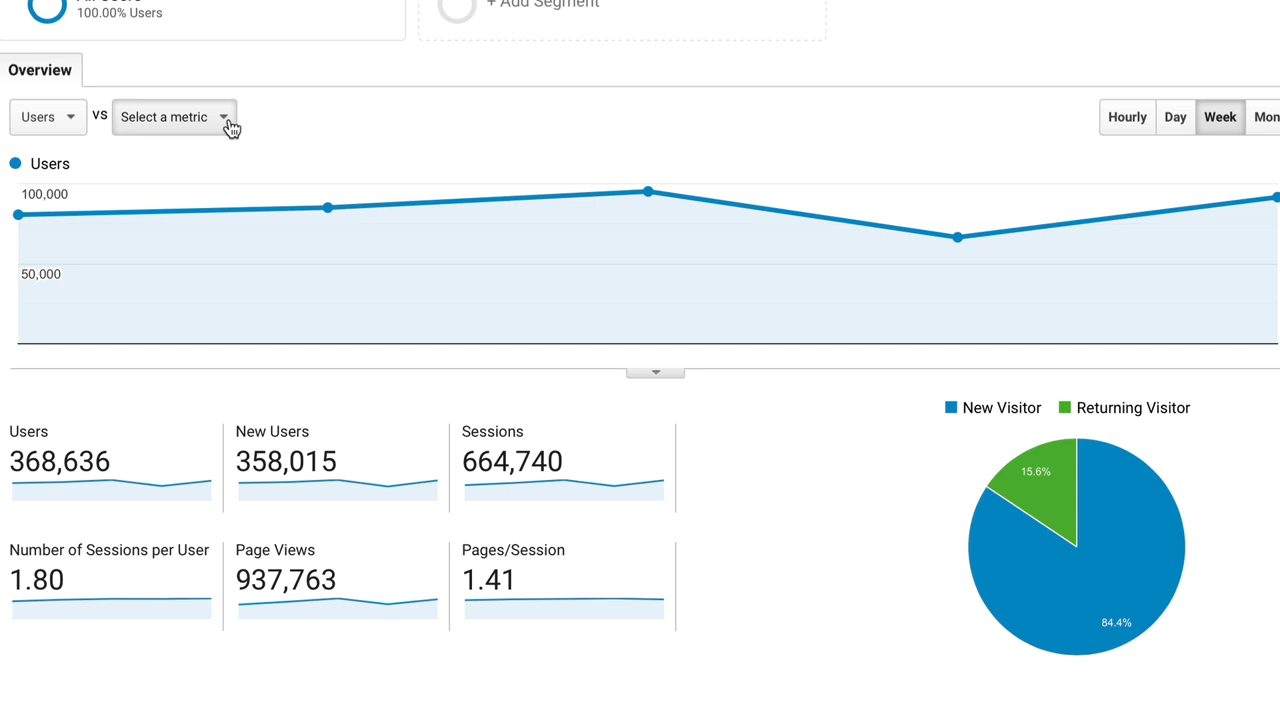 All Users
100.00% Users
+ Add Segment
Overview
Users VS Select a metric Hourly Day Week Mon
Users
100,000
50,000
New Visitor Returning Visitor
Users New Users Sessions
368,636 358,015 664,740
15.6%
Number of Sessions per User Page Views Pages/Session
1.80 937,763 1.41
84.4%